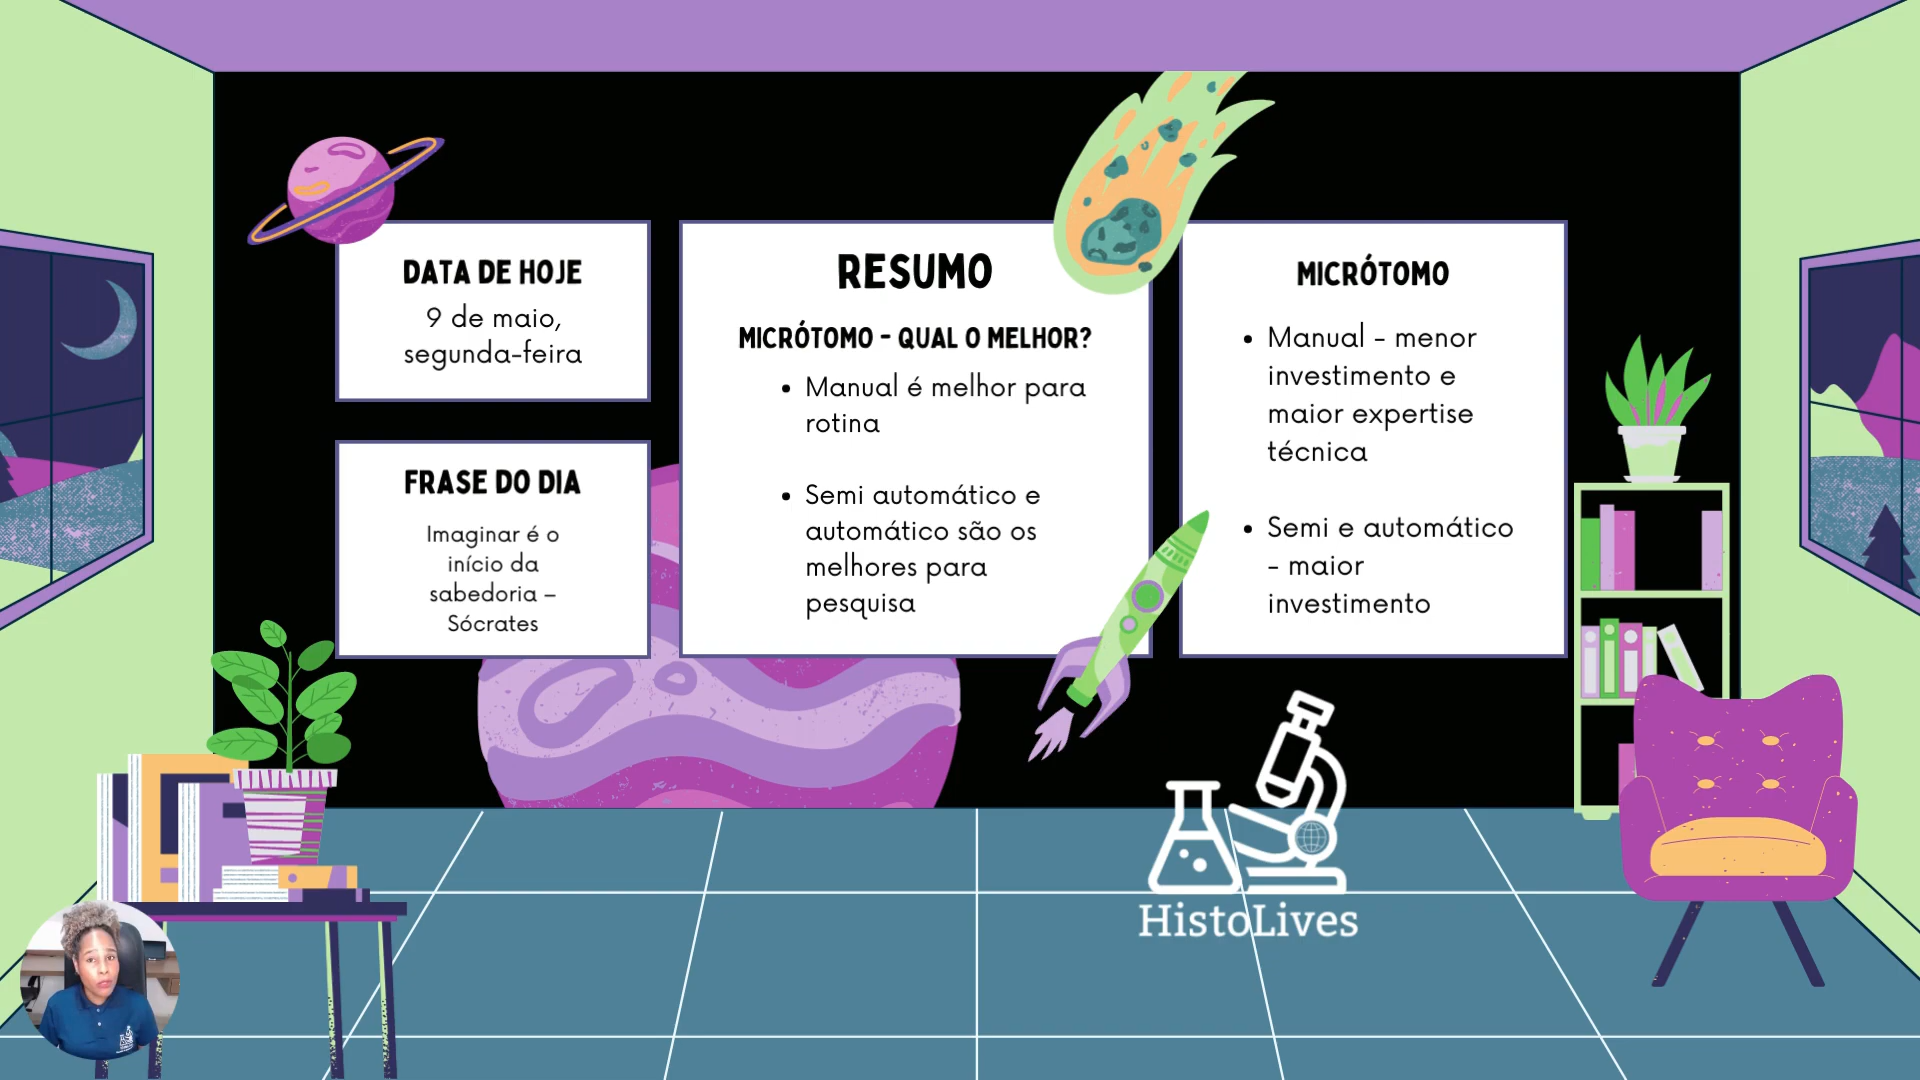 DATA DE HOJE
9 de maio,
segunda-feira
FRASE DO DIA
Imaginar é o
início da
sabedoria –
Sócrates
RESUMO
MICRÓTOMO - QUAL O MELHOR?
• Manual é melhor para
rotina
• Semi automático e
automático são os
melhores para
pesquisa
MICRÓTOMO
• Manual - menor
investimento e
maior expertise
técnica
• Semi e automático
- maior
investimento
HistoLives